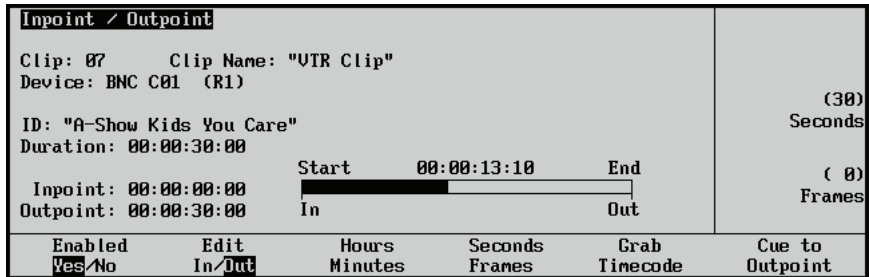 Inpoint / Outpoint
Clip: 07 Clip Name: "VTR Clip"
Device: BNC C01 (R1)
(30)
Seconds
ID: "A-Show Kids You Care"
Duration: 00:00:30:00
Start 00:00:13:10 End
( 0)
Frames
Inpoint: 00:00:00:00
Outpoint: 00:00:30:00
In Out
Enabled Edit Hours Seconds Grab Cue to
Yes/No In/Out Minutes Frames Timecode Outpoint